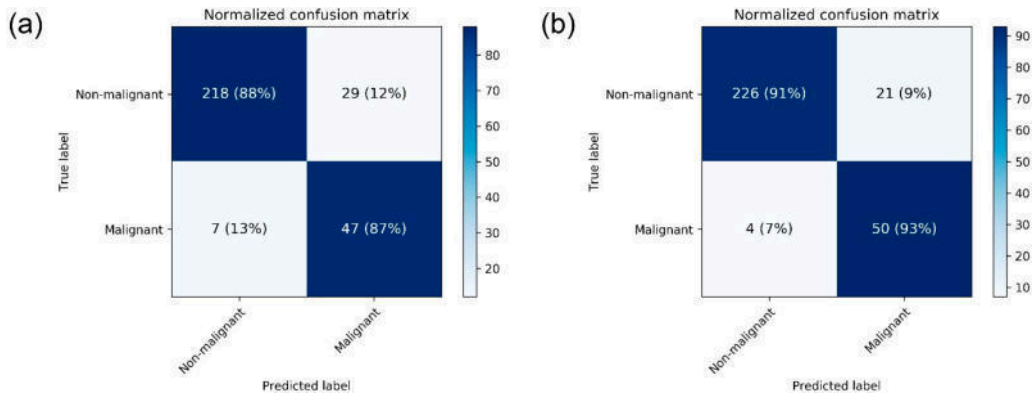 (a)
Normalized confusion matrix
Non-malignant
218 (88%)
29 (12%)
Malignant
7 (13%)
47 (87%)
True label
Non-malignant
Malignant
Predicted label
80
70
60
50
40
30
20
(b)
Normalized confusion matrix
Non-malignant
226 (91%)
21 (9%)
Malignant
4 (7%)
50 (93%)
True label
Non-malignant
Malignant
Predicted label
90
80
70
60
50
40
30
20
10